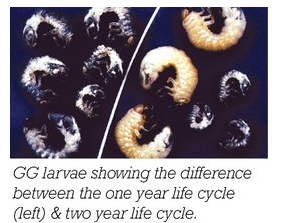 GG larvae showing the difference
between the one year life cycle
(left) & two year life cycle.